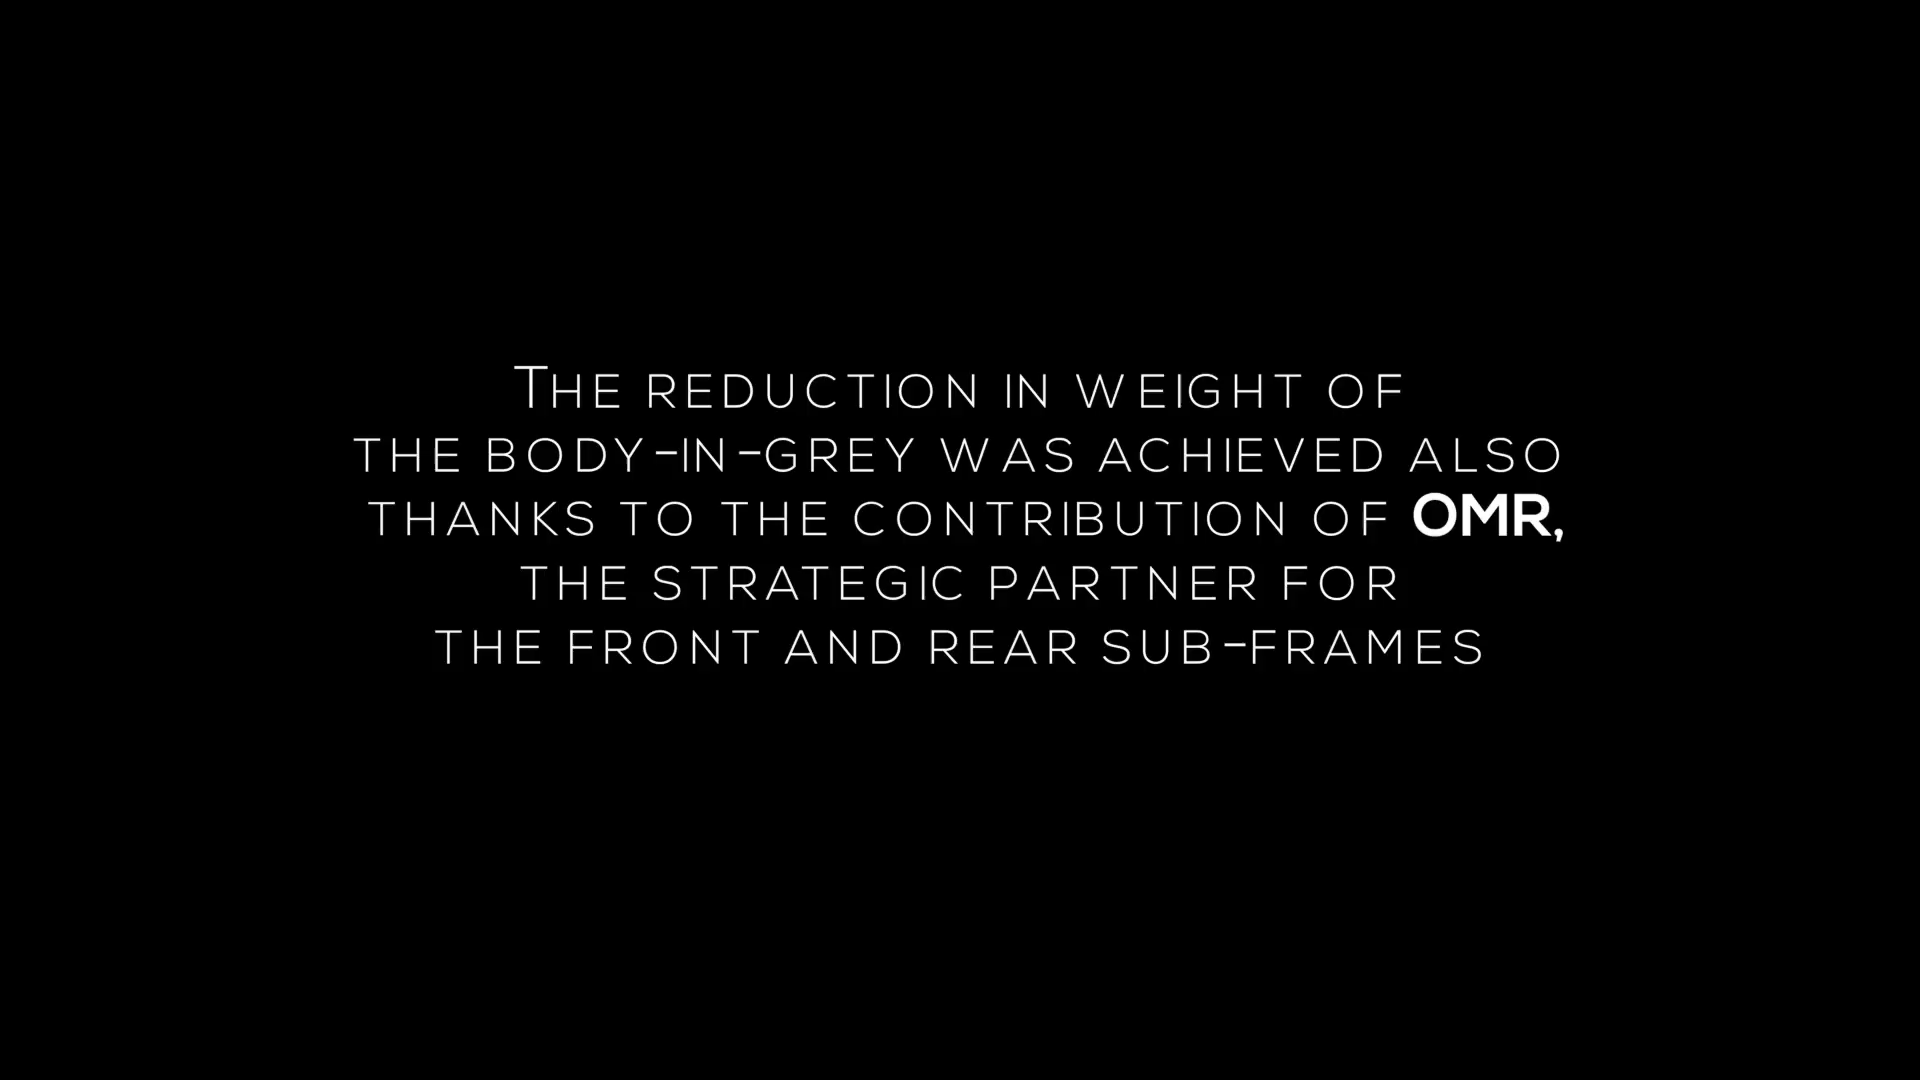 THE REDUCTION IN WEIGHT OF
THE BODY-IN-GREY WAS ACHIEVED ALSO
THANKS TO THE CONTRIBUTION OF OMR,
THE STRATEGIC PARTNER FOR
THE FRONT AND REAR SUB-FRAMES